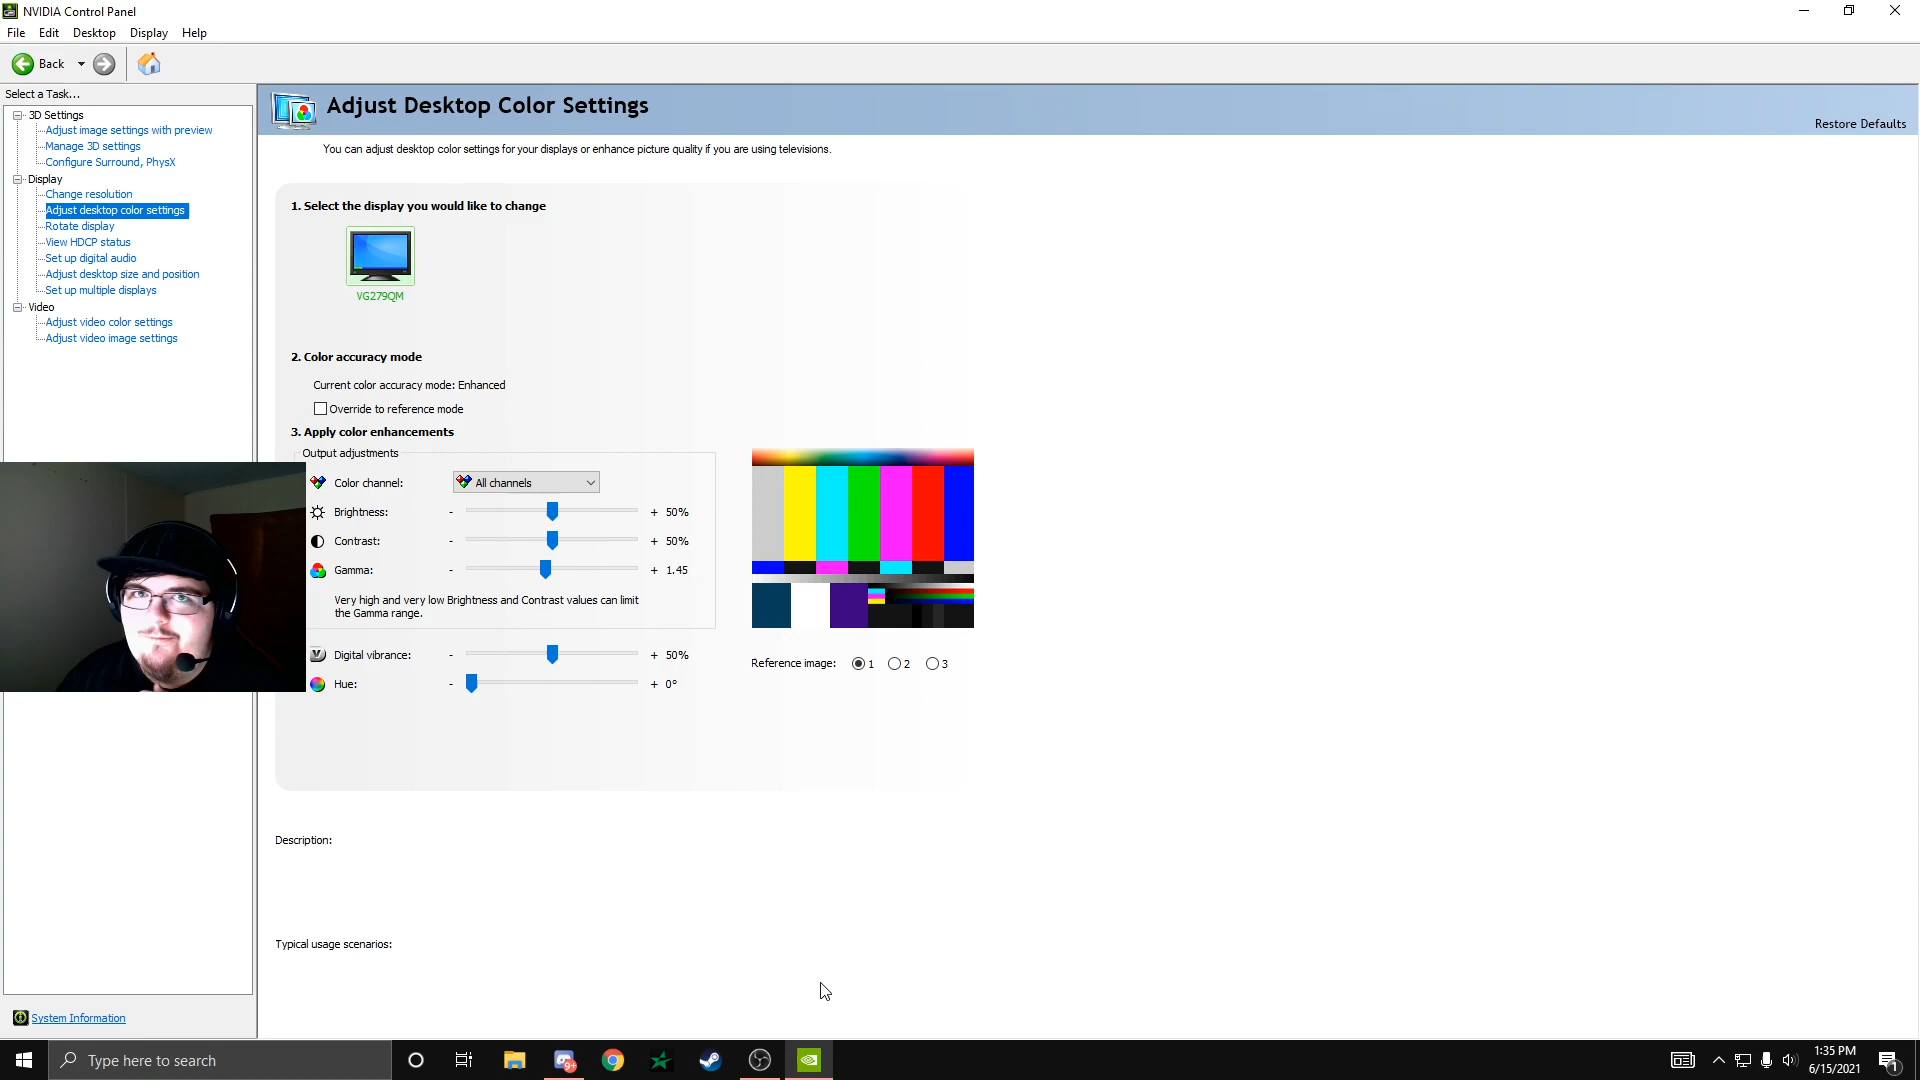 NVIDIA Control Panel
File Edit Desktop Display Help
Back
Select a Task...
3D Settings
Adjust image settings with preview
Manage 3D settings
Configure Surround, PhysX
Display
Change resolution
Adjust desktop color settings
Rotate display
View HDCP status
Set up digital audio
Adjust desktop size and position
Set up multiple displays
Video
Adjust video color settings
Adjust video image settings
System Information
Adjust Desktop Color Settings
Restore Defaults
You can adjust desktop color settings for your displays or enhance picture quality if you are using televisions.
1. Select the display you would like to change
VG279QM
2. Color accuracy mode
Current color accuracy mode: Enhanced
Override to reference mode
3. Apply color enhancements
Output adjustments
Color channel: All channels
Brightness: - + 50%
Contrast: - + 50%
Gamma: - + 1.45
Very high and very low Brightness and Contrast values can limit
the Gamma range.
Digital vibrance: - + 50%
Hue: - + 0°
Reference image: 1 2 3
Description:
Typical usage scenarios:
Type here to search
9+
1:35 PM
6/15/2021
1